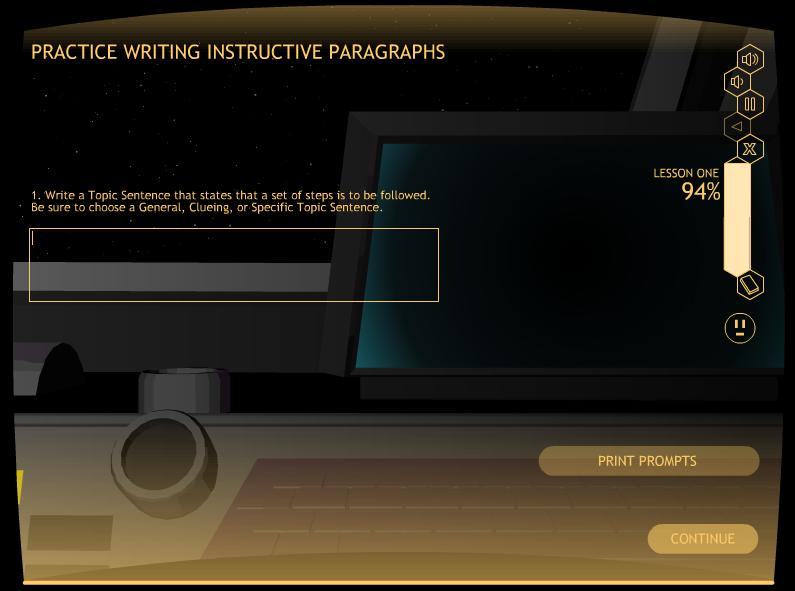 PRACTICE WRITING INSTRUCTIVE PARAGRAPHS
1. Write a Topic Sentence that states that a set of steps is to be followed.
Be sure to choose a General, Clueing, or Specific Topic Sentence.
X
LESSON ONE
94%
PRINT PROMPTS
CONTINUE